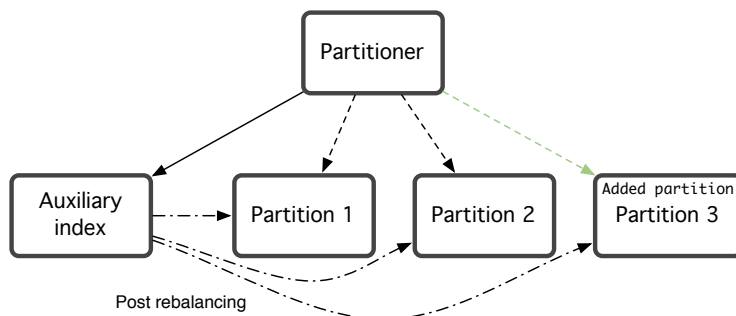 Partitioner
Auxiliary
index
Partition 1
Partition 2
Added partition
Partition 3
Post rebalancing